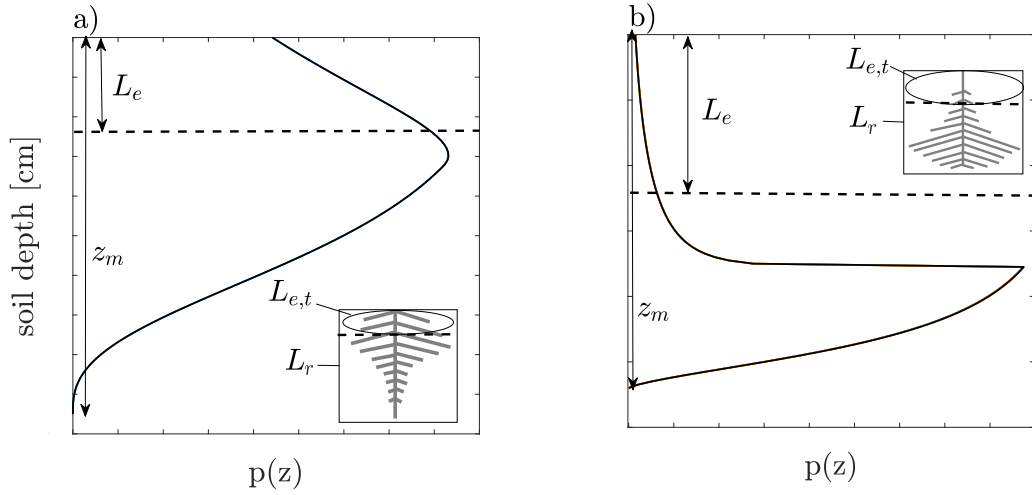 a)
L_e
z_m
L_{e,t}
L_r
soil depth [cm]
p(z)
b)
L_{e,t}
L_e
L_r
z_m
p(z)